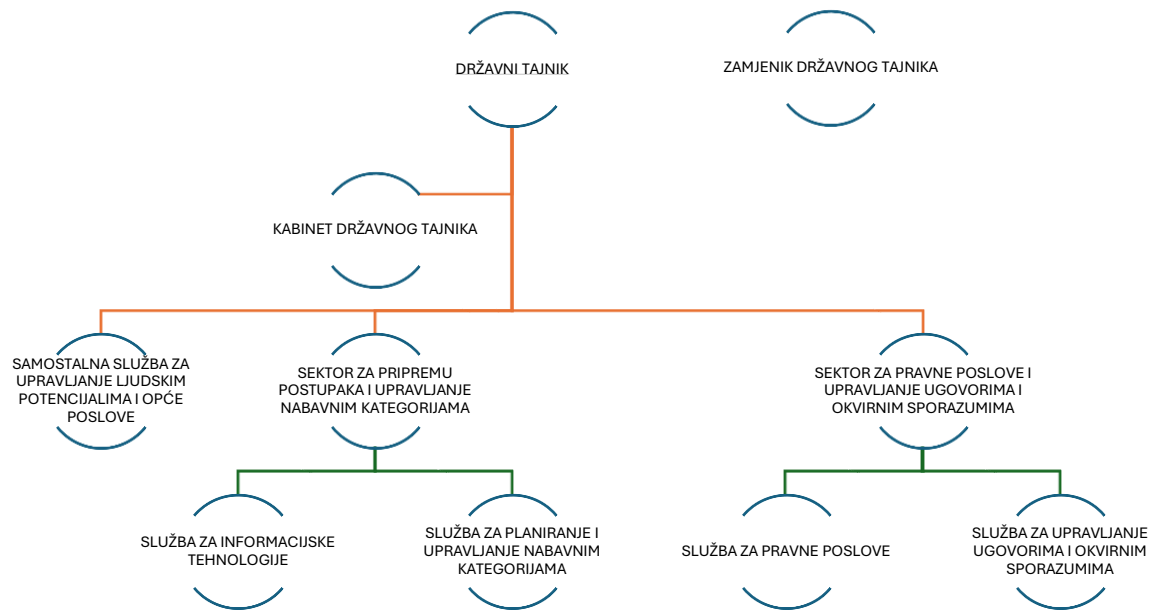 DRŽAVNI TAJNIK
ZAMJENIK DRŽAVNOG TAJNIKA
KABINET DRŽAVNOG TAJNIKA
SAMOSTALNA SLUŽBA ZA
UPRAVLJANJE LJUDSKIM
POTENCIJALIMA I OPĆE
POSLOVE
SEKTOR ZA PRIPREMU
POSTUPAKA I UPRAVLJANJE
NABAVNIM KATEGORIJAMA
SEKTOR ZA PRAVNE POSLOVE I
UPRAVLJANJE UGOVORIMA I
OKVIRNIM SPORAZUMIMA
SLUŽBA ZA INFORMACIJSKE
TEHNOLOGIJE
SLUŽBA ZA PLANIRANJE I
UPRAVLJANJE NABAVNIM
KATEGORIJAMA
SLUŽBA ZA PRAVNE POSLOVE
SLUŽBA ZA UPRAVLJANJE
UGOVORIMA I OKVIRNIM
SPORAZUMIMA